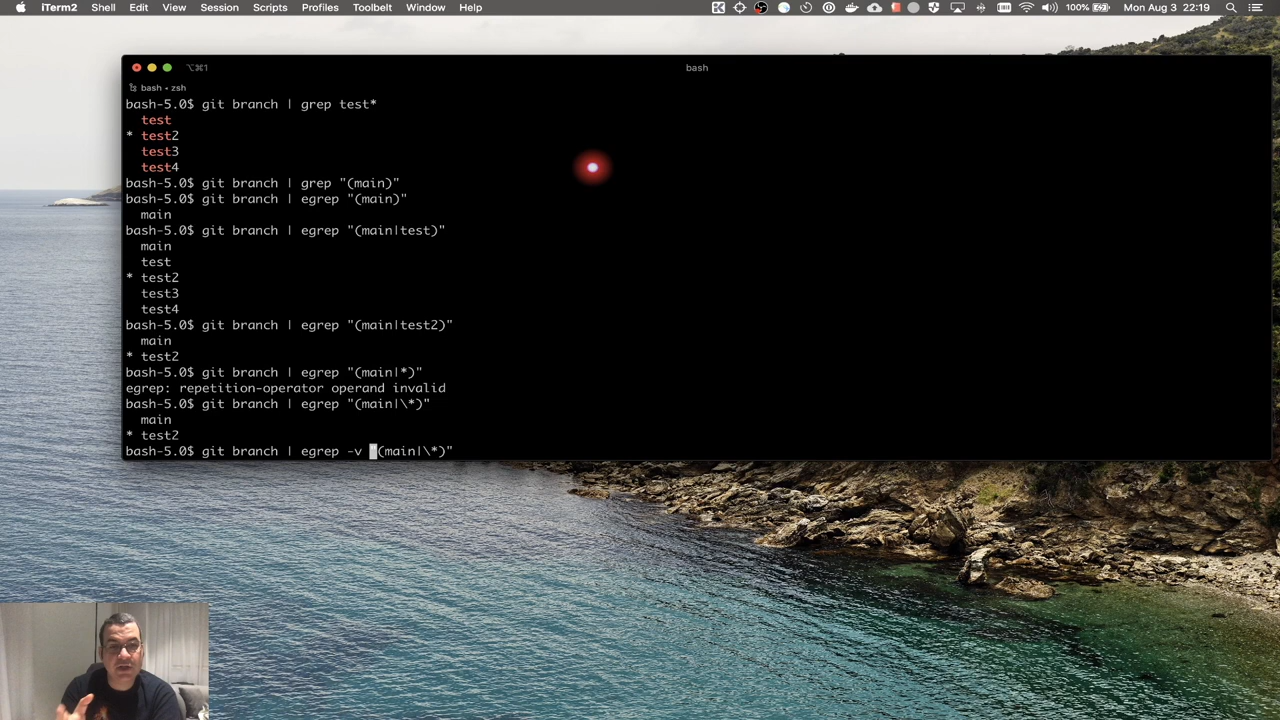 iTerm2 Shell Edit View Session Scripts Profiles Toolbelt Window Help 100% Mon Aug 3 22:19
⌥⌘1 bash
bash • zsh
bash-5.0$ git branch | grep test*
  test
* test2
  test3
  test4
bash-5.0$ git branch | grep "(main)"
bash-5.0$ git branch | egrep "(main)"
  main
bash-5.0$ git branch | egrep "(main|test)"
  main
  test
* test2
  test3
  test4
bash-5.0$ git branch | egrep "(main|test2)"
  main
* test2
bash-5.0$ git branch | egrep "(main|*)"
egrep: repetition-operator operand invalid
bash-5.0$ git branch | egrep "(main|\*)"
  main
* test2
bash-5.0$ git branch | egrep -v "(main|\*)"